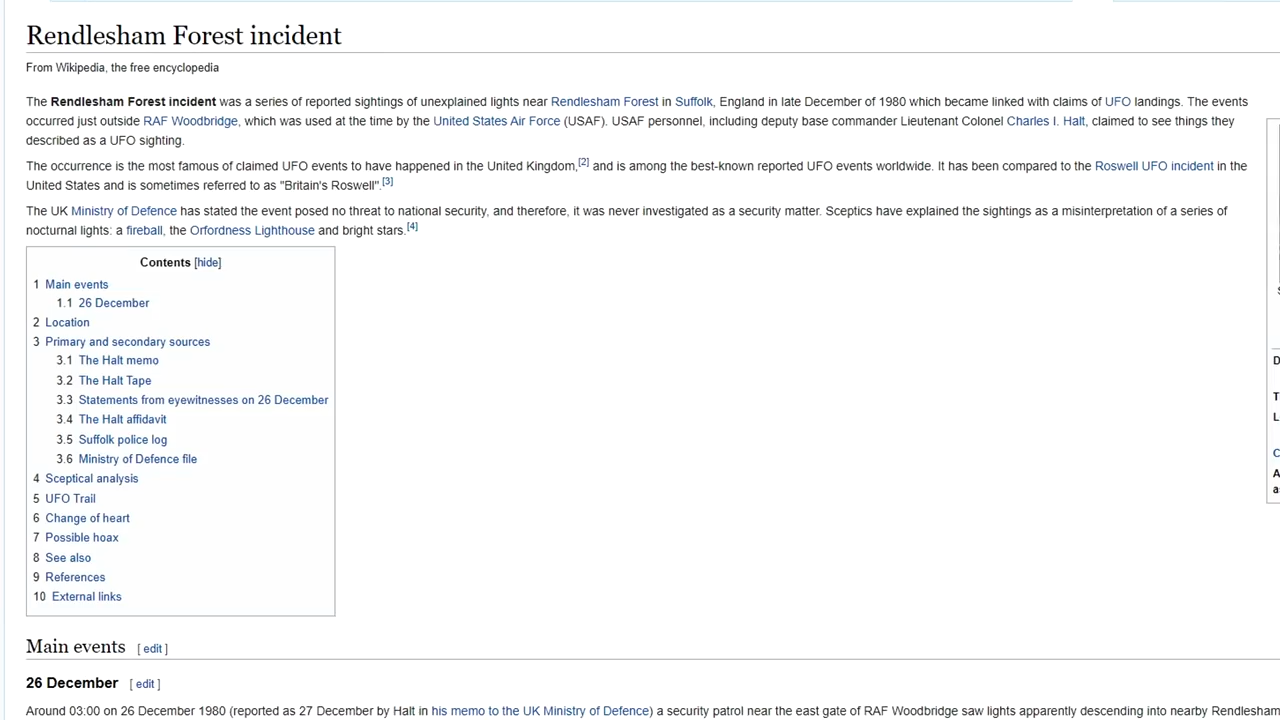 Rendlesham Forest incident
From Wikipedia, the free encyclopedia
The Rendlesham Forest incident was a series of reported sightings of unexplained lights near Rendlesham Forest in Suffolk, England in late December of 1980 which became linked with claims of UFO landings. The events
occurred just outside RAF Woodbridge, which was used at the time by the United States Air Force (USAF). USAF personnel, including deputy base commander Lieutenant Colonel Charles I. Halt, claimed to see things they
described as a UFO sighting.
The occurrence is the most famous of claimed UFO events to have happened in the United Kingdom,[2] and is among the best-known reported UFO events worldwide. It has been compared to the Roswell UFO incident in the
United States and is sometimes referred to as "Britain's Roswell".[3]
The UK Ministry of Defence has stated the event posed no threat to national security, and therefore, it was never investigated as a security matter. Sceptics have explained the sightings as a misinterpretation of a series of
nocturnal lights: a fireball, the Orfordness Lighthouse and bright stars.[4]
Contents [hide]
1 Main events
1.1 26 December
2 Location
3 Primary and secondary sources
3.1 The Halt memo
3.2 The Halt Tape
3.3 Statements from eyewitnesses on 26 December
3.4 The Halt affidavit
3.5 Suffolk police log
3.6 Ministry of Defence file
4 Sceptical analysis
5 UFO Trail
6 Change of heart
7 Possible hoax
8 See also
9 References
10 External links
Main events [ edit ]
26 December [ edit ]
Around 03:00 on 26 December 1980 (reported as 27 December by Halt in his memo to the UK Ministry of Defence) a security patrol near the east gate of RAF Woodbridge saw lights apparently descending into nearby Rendlesham